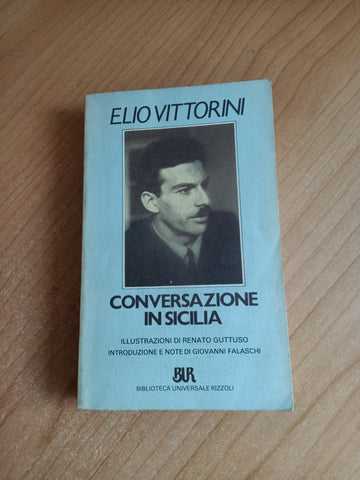 ELIO VITTORINI
CONVERSAZIONE
IN SICILIA
ILLUSTRAZIONI DI RENATO GUTTUSO
INTRODUZIONE E NOTE DI GIOVANNI FALASCHI
BUR
BIBLIOTECA UNIVERSALE RIZZOLI